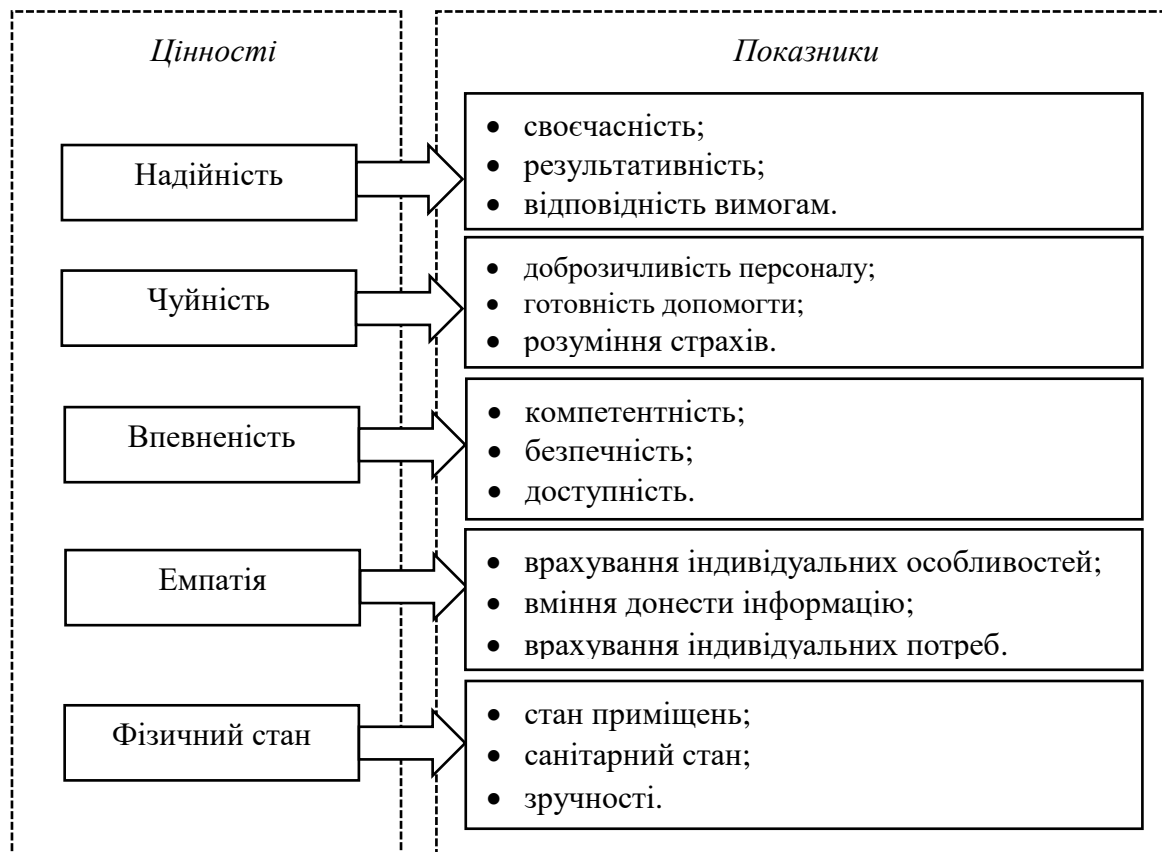 Цінності
Показники
Надійність
• своєчасність;
• результативність;
• відповідність вимогам.
Чуйність
• доброзичливість персоналу;
• готовність допомогти;
• розуміння страхів.
Впевненість
• компетентність;
• безпечність;
• доступність.
Емпатія
• врахування індивідуальних особливостей;
• вміння донести інформацію;
• врахування індивідуальних потреб.
Фізичний стан
• стан приміщень;
• санітарний стан;
• зручності.